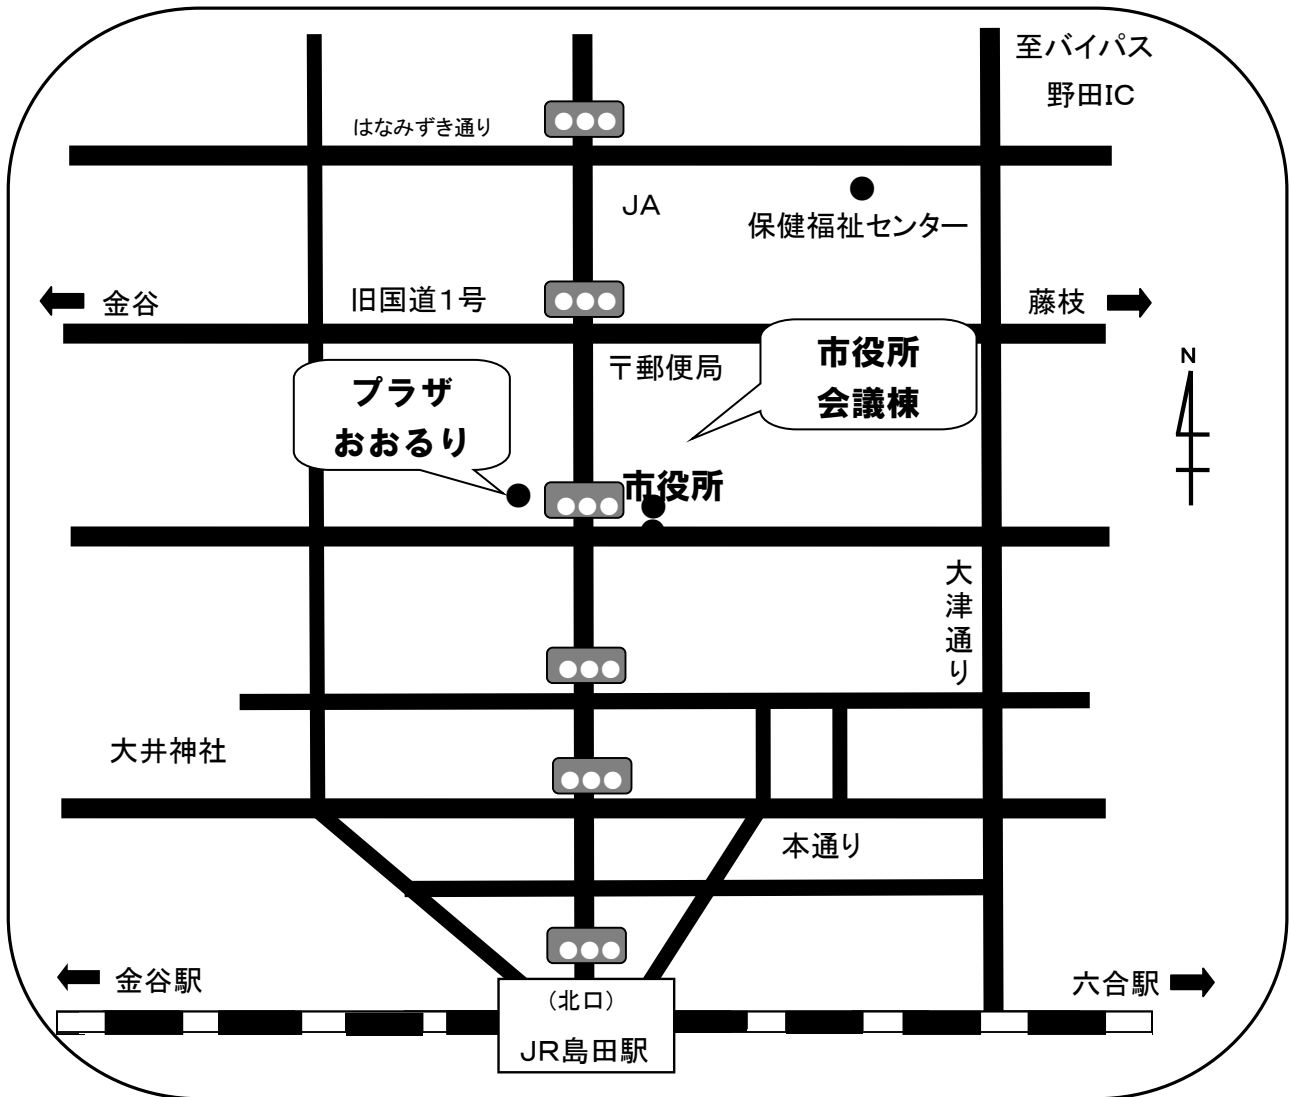 至バイパス
野田IC
はなみずき通り
JA
保健福祉センター
金谷
旧国道1号
藤枝
〒郵便局
市役所
会議棟
プラザ
おおるり
N
市役所
大津通り
大井神社
本通り
金谷駅
六合駅
(北口)
JR島田駅